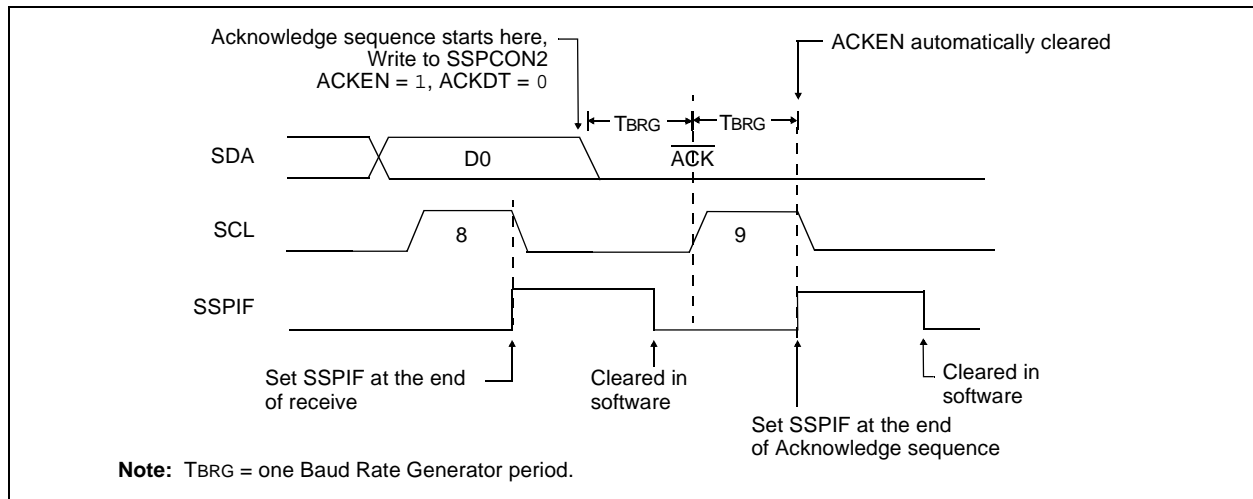 Acknowledge sequence starts here,
Write to SSPCON2
ACKEN = 1, ACKDT = 0
ACKEN automatically cleared
TBRG
TBRG
SDA
D0
ACK
SCL
8
9
SSPIF
Set SSPIF at the end
of receive
Cleared in
software
Set SSPIF at the end
of Acknowledge sequence
Cleared in
software
Note: TBRG = one Baud Rate Generator period.